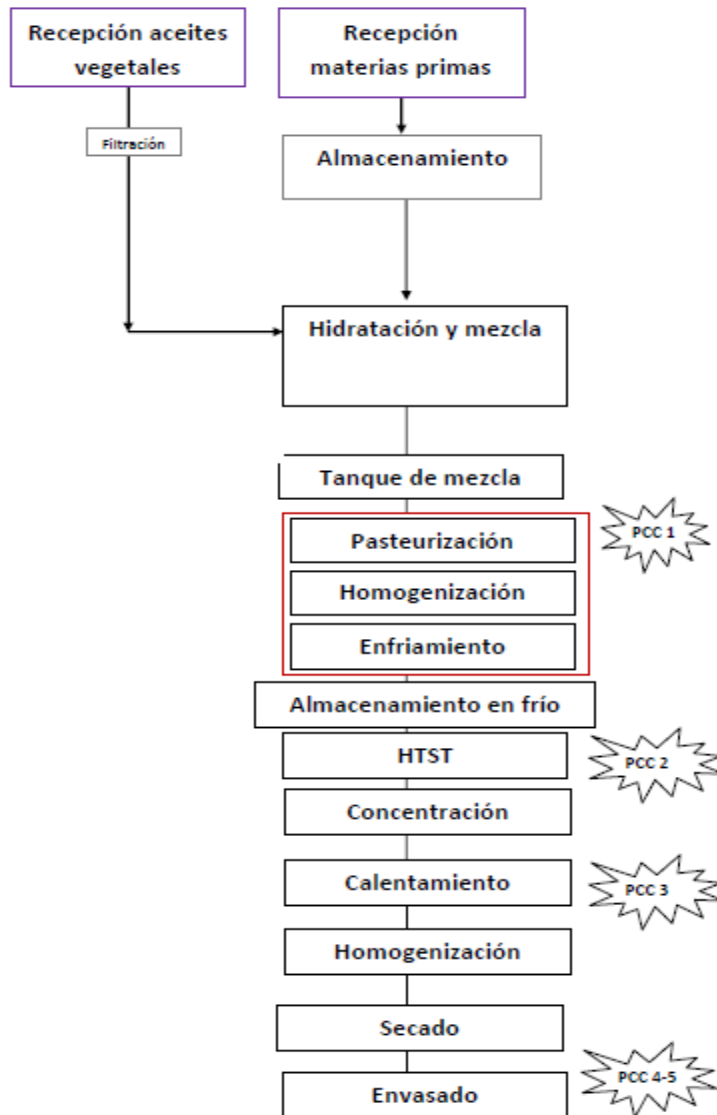 Recepción aceites
vegetales
Recepción
materias primas
Filtración
Almacenamiento
Hidratación y mezcla
Tanque de mezcla
PCC 1
Pasteurización
Homogenización
Enfriamiento
Almacenamiento en frío
HTST
PCC 2
Concentración
Calentamiento
PCC 3
Homogenización
Secado
PCC 4-5
Envasado